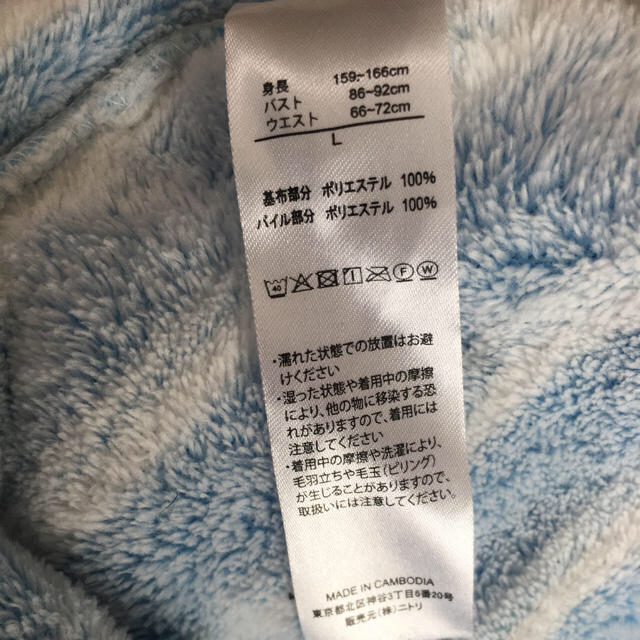 身長 159~166cm
バスト 86~92cm
ウエスト 66~72cm
L
基布部分 ポリエステル 100%
パイル部分 ポリエステル 100%
40 F W
・濡れた状態での放置はお避
けください
・湿った状態や着用中の摩擦
により、他の物に移染する恐
れがありますので、着用には
注意してください
・着用中の摩擦や洗濯により、
毛羽立ちや毛玉(ピリング)
が生じることがありますので、
取扱いには注意してください。
MADE IN CAMBODIA
東京都北区神谷3丁目6番20号
販売元(株)ニトリ